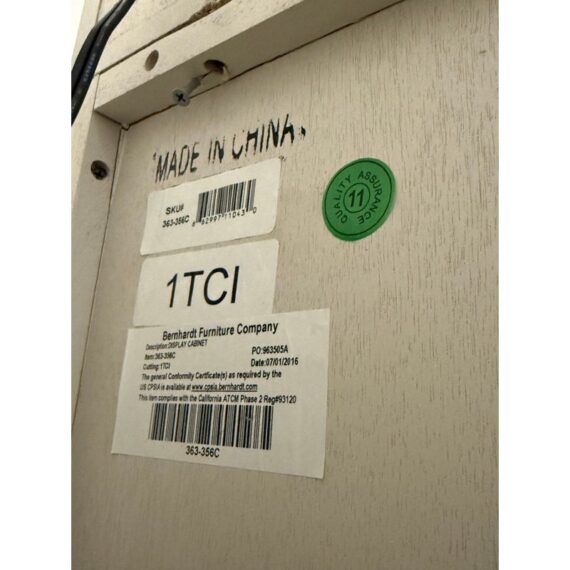 MADE IN CHINA.
QUALITY ASSURANCE
11
SKU#
363-356C
1TCI
Bernhardt Furniture Company
Description:DISPLAY CABINET
Item:363-356C
PO:963505A
Cutting:1TCI
Date:07/01/2016
The general Conformity Certficate(s) as required by the
US CPSIA is available at www.cpsia.bernhardt.com
This item complies with the California ATCM Phase 2 Reg#93120
363-356C